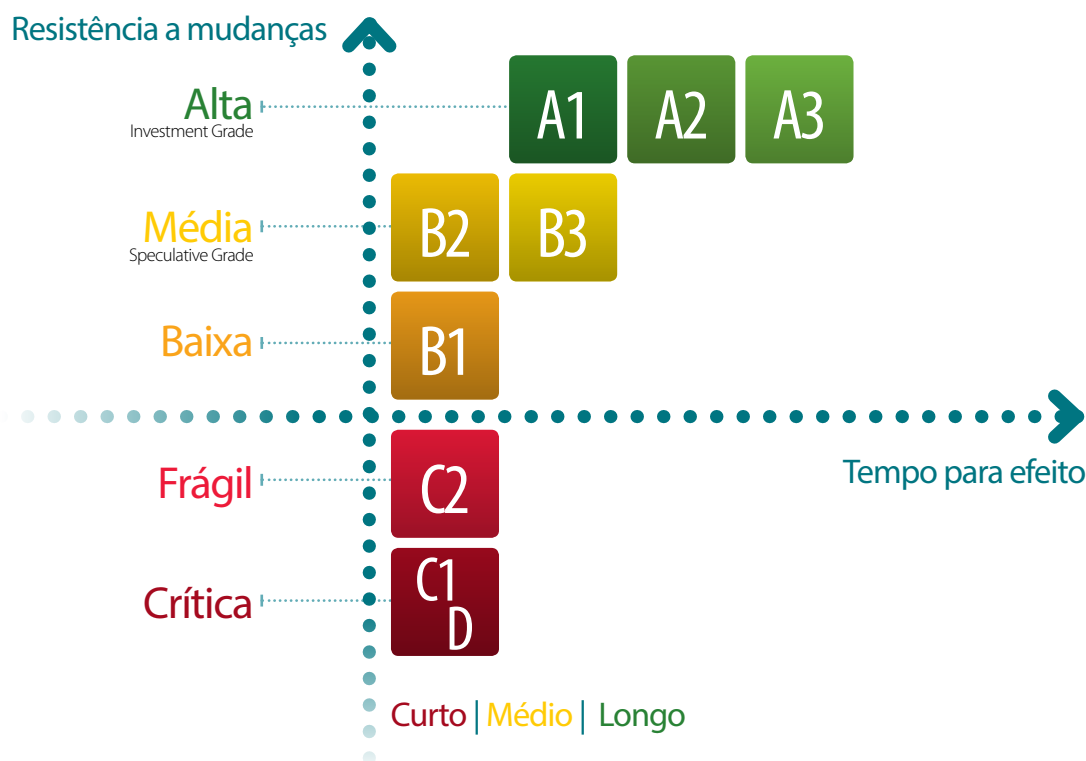 Resistência a mudanças
Alta
Investment Grade
A1 A2 A3
Média
Speculative Grade
B2 B3
Baixa
B1
Tempo para efeito
Frágil
C2
Crítica
C1
D
Curto | Médio | Longo